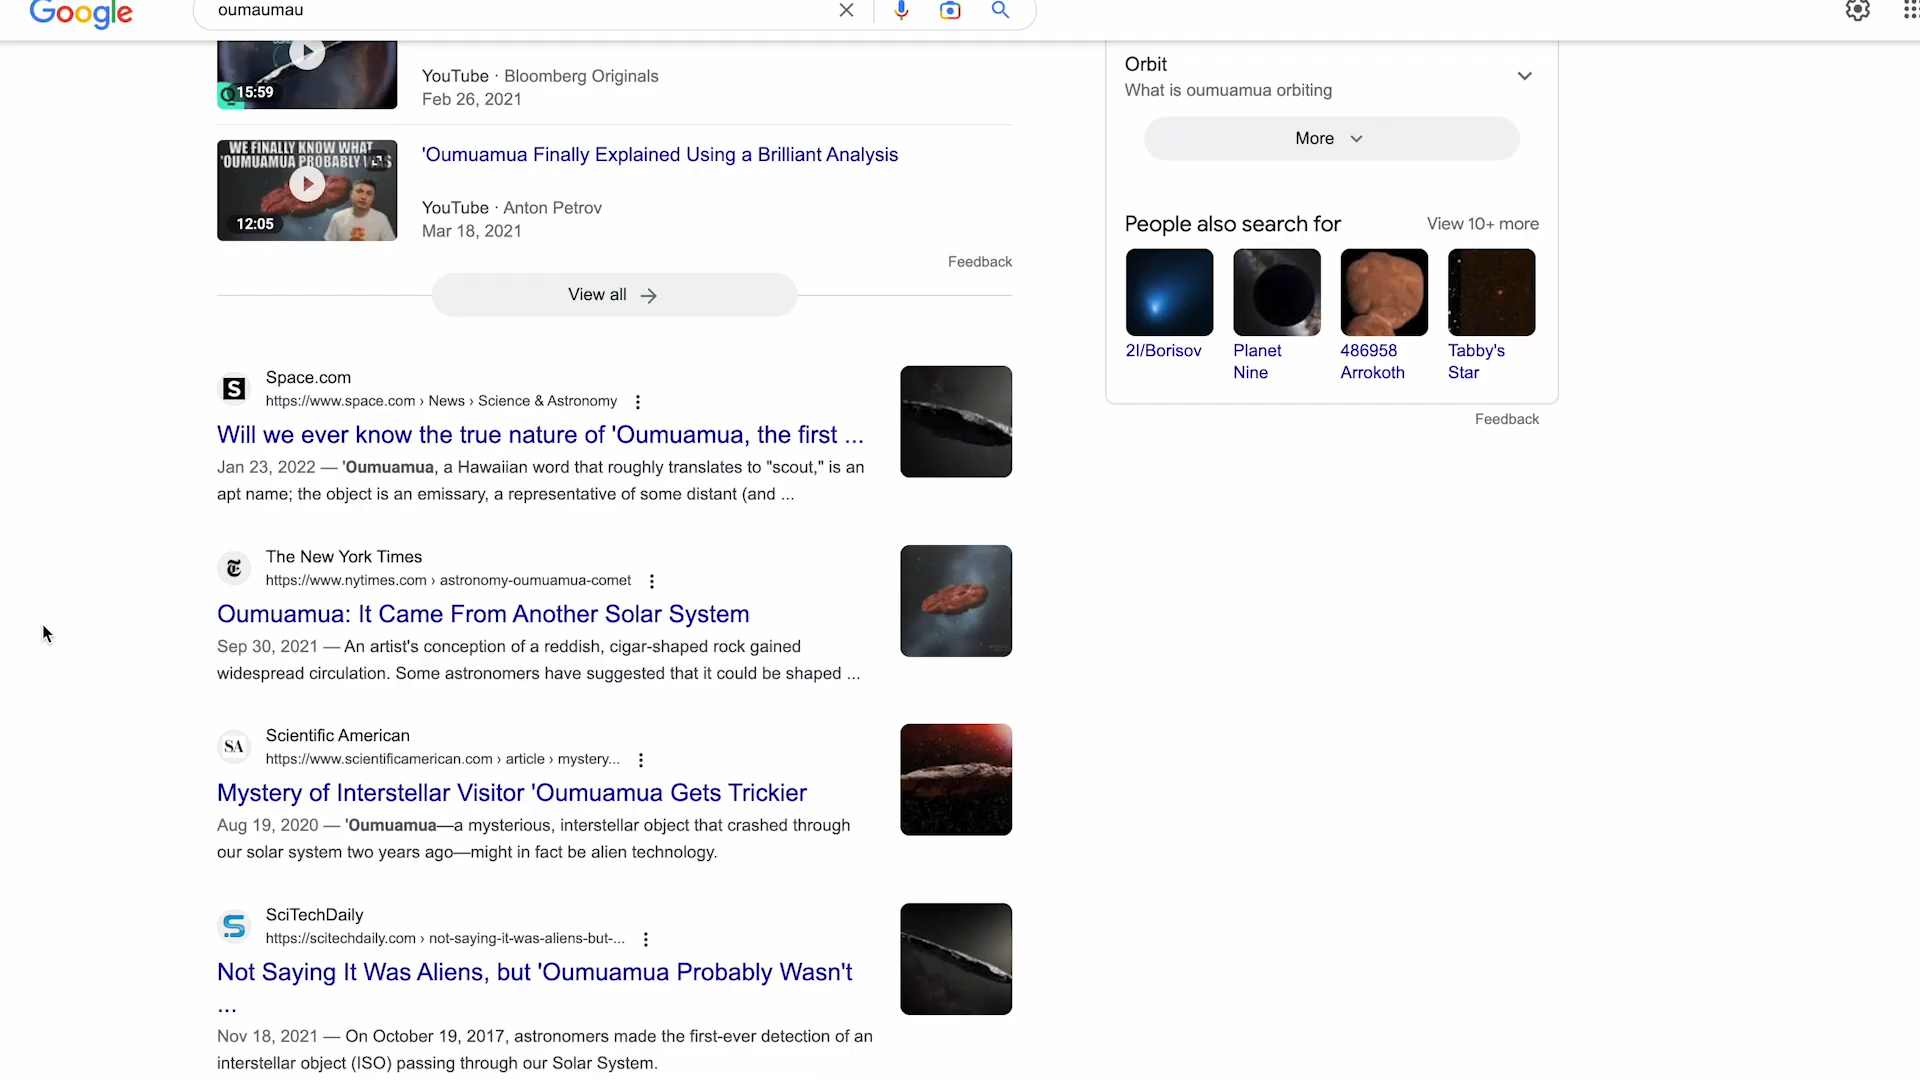 Google
oumaumau
15:59
YouTube · Bloomberg Originals
Feb 26, 2021
WE FINALLY KNOW WHAT
'OUMUAMUA PROBABLY
12:05
'Oumuamua Finally Explained Using a Brilliant Analysis
YouTube · Anton Petrov
Mar 18, 2021
Feedback
View all
S
Space.com
https://www.space.com › News › Science & Astronomy
Will we ever know the true nature of 'Oumuamua, the first ...
Jan 23, 2022 — 'Oumuamua, a Hawaiian word that roughly translates to "scout," is an
apt name; the object is an emissary, a representative of some distant (and ...
The New York Times
https://www.nytimes.com › astronomy-oumuamua-comet
Oumuamua: It Came From Another Solar System
Sep 30, 2021 — An artist's conception of a reddish, cigar-shaped rock gained
widespread circulation. Some astronomers have suggested that it could be shaped ...
SA
Scientific American
https://www.scientificamerican.com › article › mystery...
Mystery of Interstellar Visitor 'Oumuamua Gets Trickier
Aug 19, 2020 — 'Oumuamua—a mysterious, interstellar object that crashed through
our solar system two years ago—might in fact be alien technology.
SciTechDaily
https://scitechdaily.com › not-saying-it-was-aliens-but-...
Not Saying It Was Aliens, but 'Oumuamua Probably Wasn't
...
Nov 18, 2021 — On October 19, 2017, astronomers made the first-ever detection of an
interstellar object (ISO) passing through our Solar System.
Orbit
What is oumuamua orbiting
More
People also search for
View 10+ more
2I/Borisov
Planet
Nine
486958
Arrokoth
Tabby's
Star
Feedback